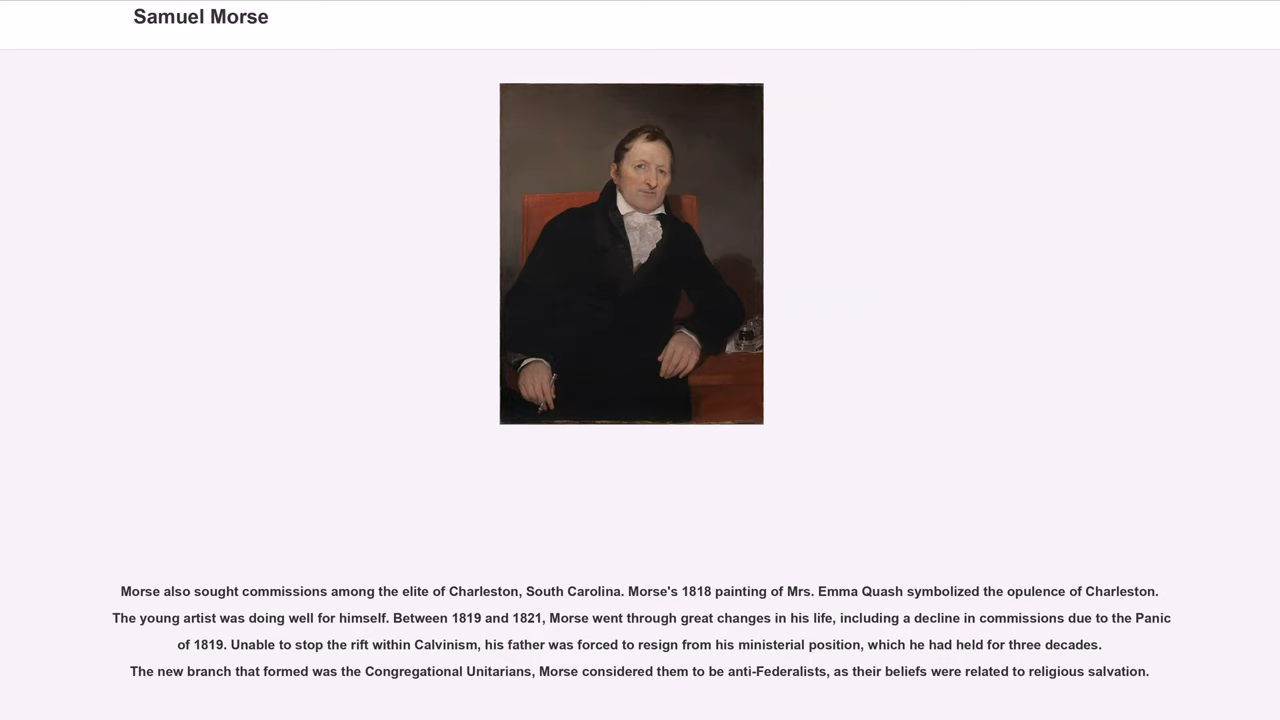 Samuel Morse
Morse also sought commissions among the elite of Charleston, South Carolina. Morse's 1818 painting of Mrs. Emma Quash symbolized the opulence of Charleston.
The young artist was doing well for himself. Between 1819 and 1821, Morse went through great changes in his life, including a decline in commissions due to the Panic
of 1819. Unable to stop the rift within Calvinism, his father was forced to resign from his ministerial position, which he had held for three decades.
The new branch that formed was the Congregational Unitarians, Morse considered them to be anti-Federalists, as their beliefs were related to religious salvation.